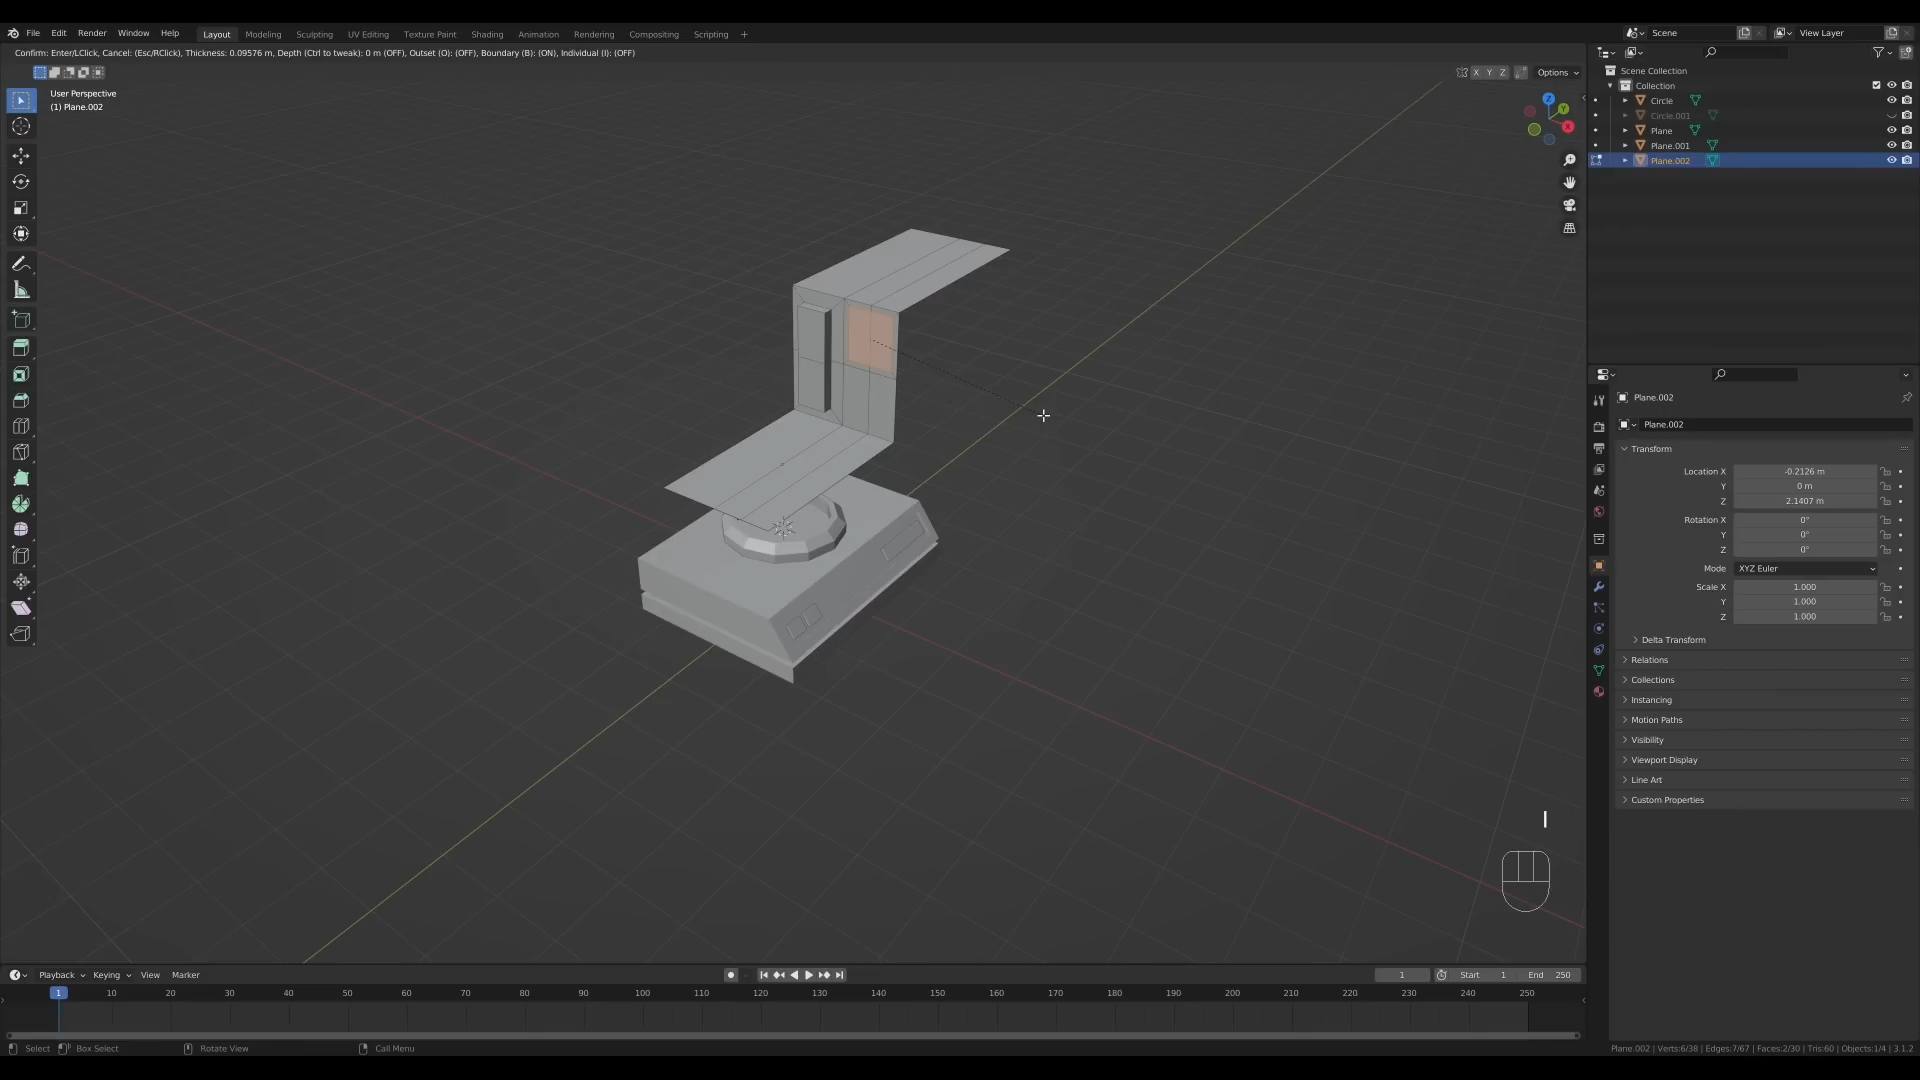 File Edit Render Window Help Layout Modeling Sculpting UV Editing Texture Paint Shading Animation Rendering Compositing Scripting + Scene View Layer
Confirm: Enter/LClick, Cancel: (Esc/RClick), Thickness: 0.09576 m, Depth (Ctrl to tweak): 0 m (OFF), Outset (O): (OFF), Boundary (B): (ON), Individual (I): (OFF)
X Y Z Options
User Perspective
(1) Plane.002
Z
Y
X
Scene Collection
Collection
Circle
Circle.001
Plane
Plane.001
Plane.002
Plane.002
Plane.002
Transform
Location X -0.2126 m
Y 0 m
Z 2.1407 m
Rotation X 0°
Y 0°
Z 0°
Mode XYZ Euler
Scale X 1.000
Y 1.000
Z 1.000
Delta Transform
Relations
Collections
Instancing
Motion Paths
Visibility
Viewport Display
Line Art
Custom Properties
I
Playback Keying View Marker 1 Start 1 End 250
1 10 20 30 40 50 60 70 80 90 100 110 120 130 140 150 160 170 180 190 200 210 220 230 240 250
Select Box Select Rotate View Call Menu
Plane.002 | Verts:6/38 | Edges:7/67 | Faces:2/30 | Tris:60 | Objects:1/4 | 3.1.2